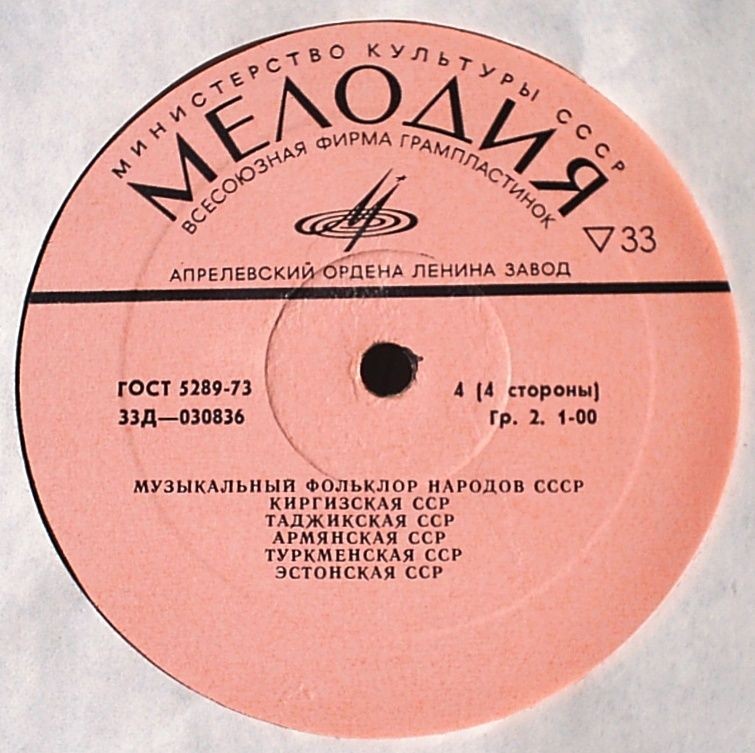 МИНИСТЕРСТВО КУЛЬТУРЫ СССР
МЕЛОДИЯ
ВСЕСОЮЗНАЯ ФИРМА ГРАМПЛАСТИНОК
▽33
АПРЕЛЕВСКИЙ ОРДЕНА ЛЕНИНА ЗАВОД
ГОСТ 5289-73
4 (4 стороны)
33Д—030836
Гр. 2. 1-00
МУЗЫКАЛЬНЫЙ ФОЛЬКЛОР НАРОДОВ СССР
КИРГИЗСКАЯ ССР
ТАДЖИКСКАЯ ССР
АРМЯНСКАЯ ССР
ТУРКМЕНСКАЯ ССР
ЭСТОНСКАЯ ССР